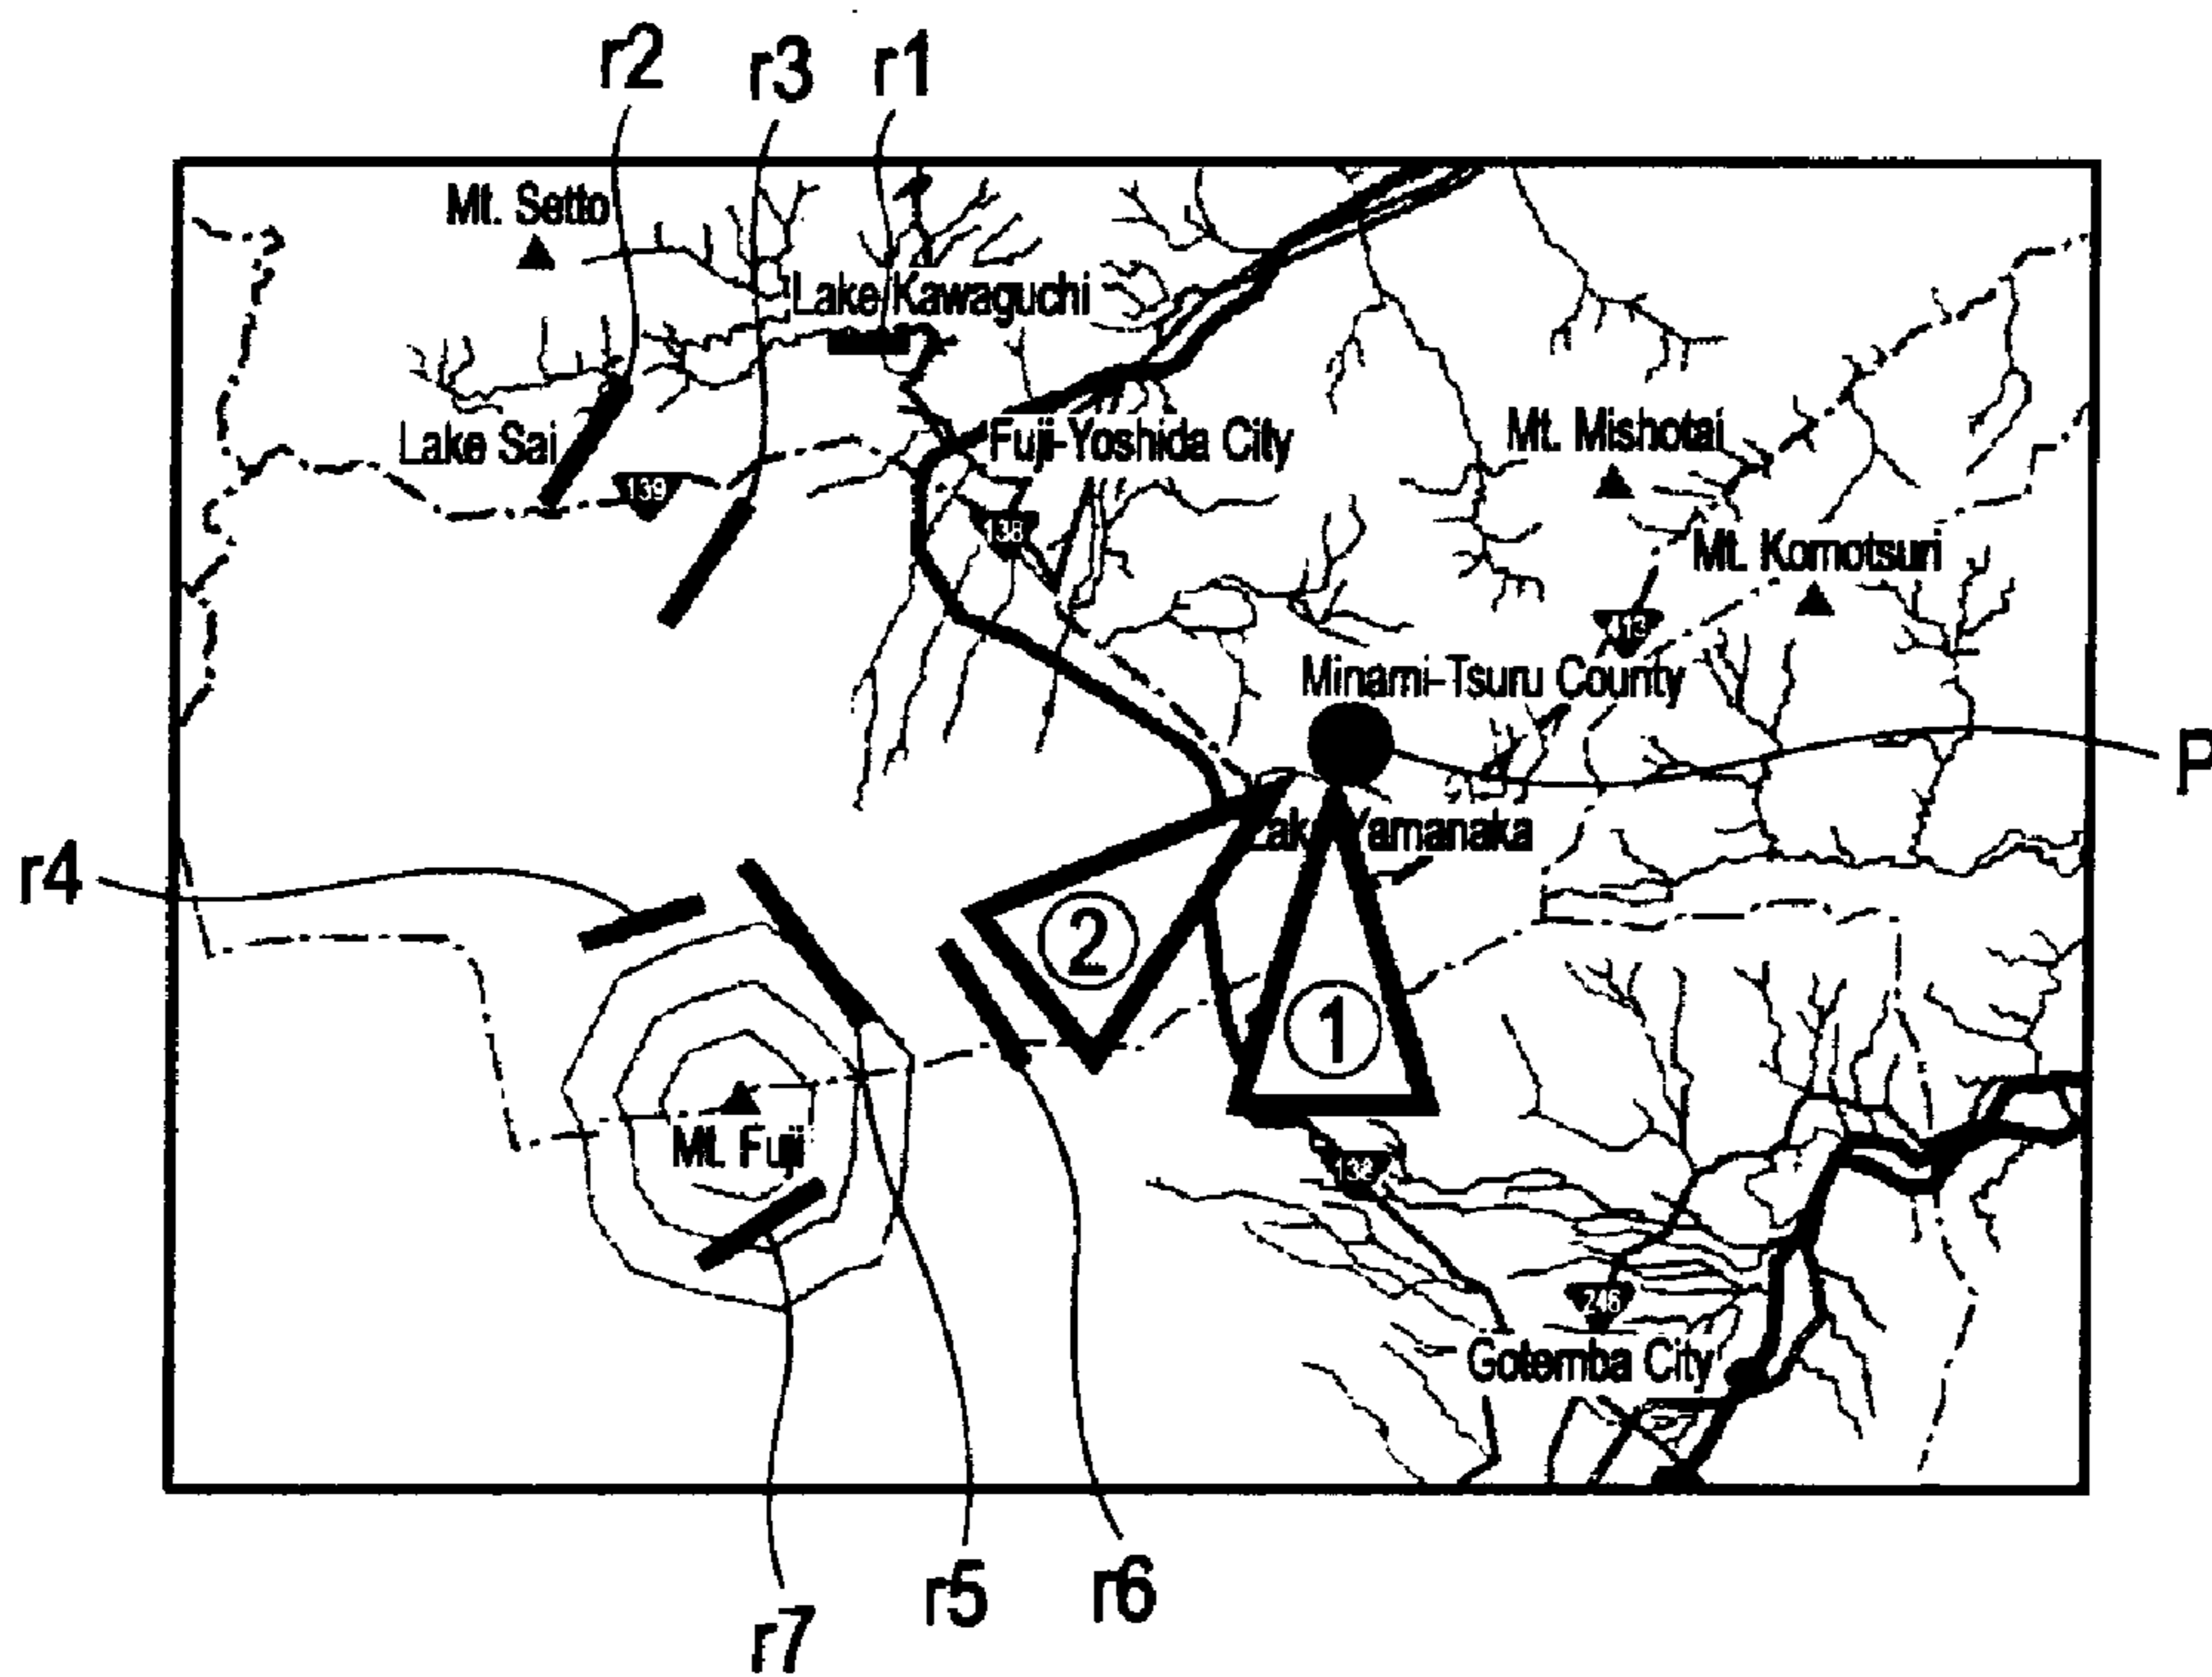 r2
r3
r1
Mt. Setto
Lake Kawaguchi
Lake Sai
139
Fuji-Yoshida City
138
Mt. Mishotai
Mt. Komotsuri
413
Minami-Tsuru County
P
Lake Yamanaka
r4
2
1
Mt. Fuji
138
246
Gotemba City
r5
r6
r7